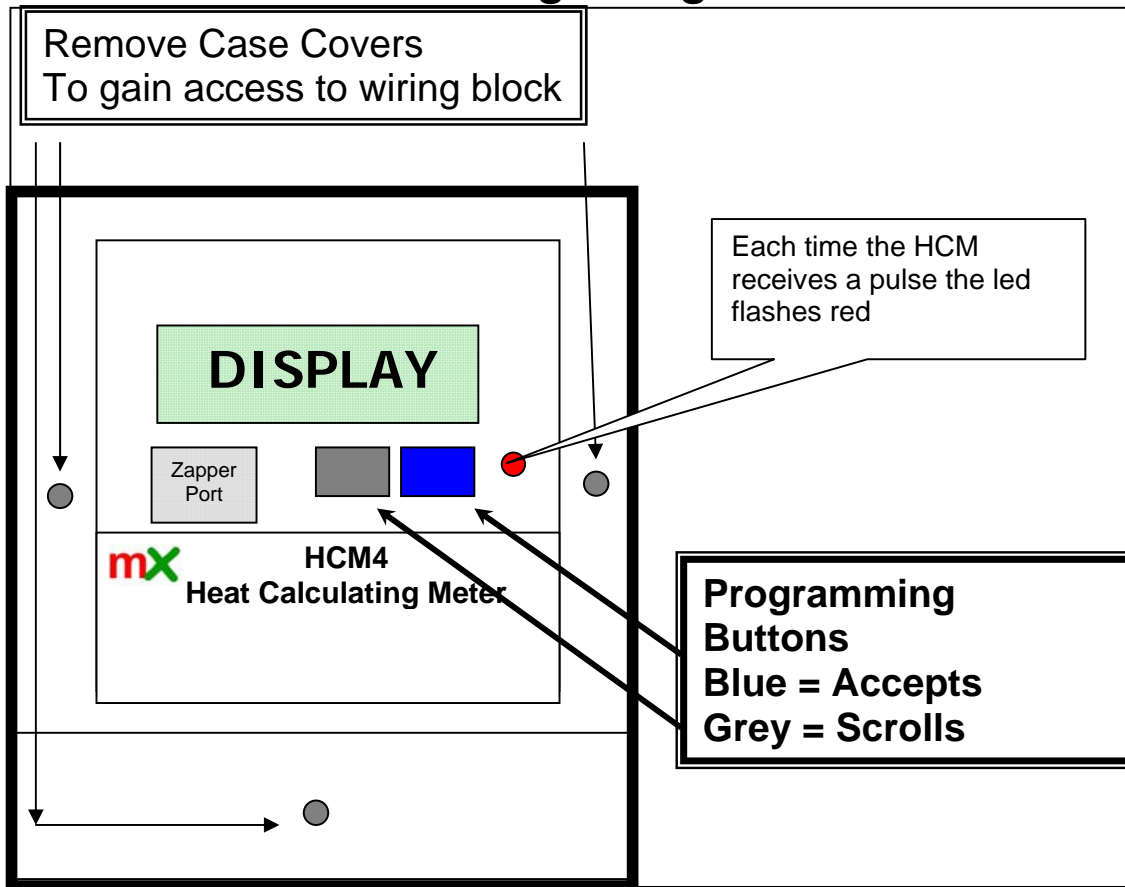 Remove Case Covers
To gain access to wiring block
Each time the HCM
receives a pulse the led
flashes red
DISPLAY
Zapper
Port
mX
HCM4
Heat Calculating Meter
Programming
Buttons
Blue = Accepts
Grey = Scrolls